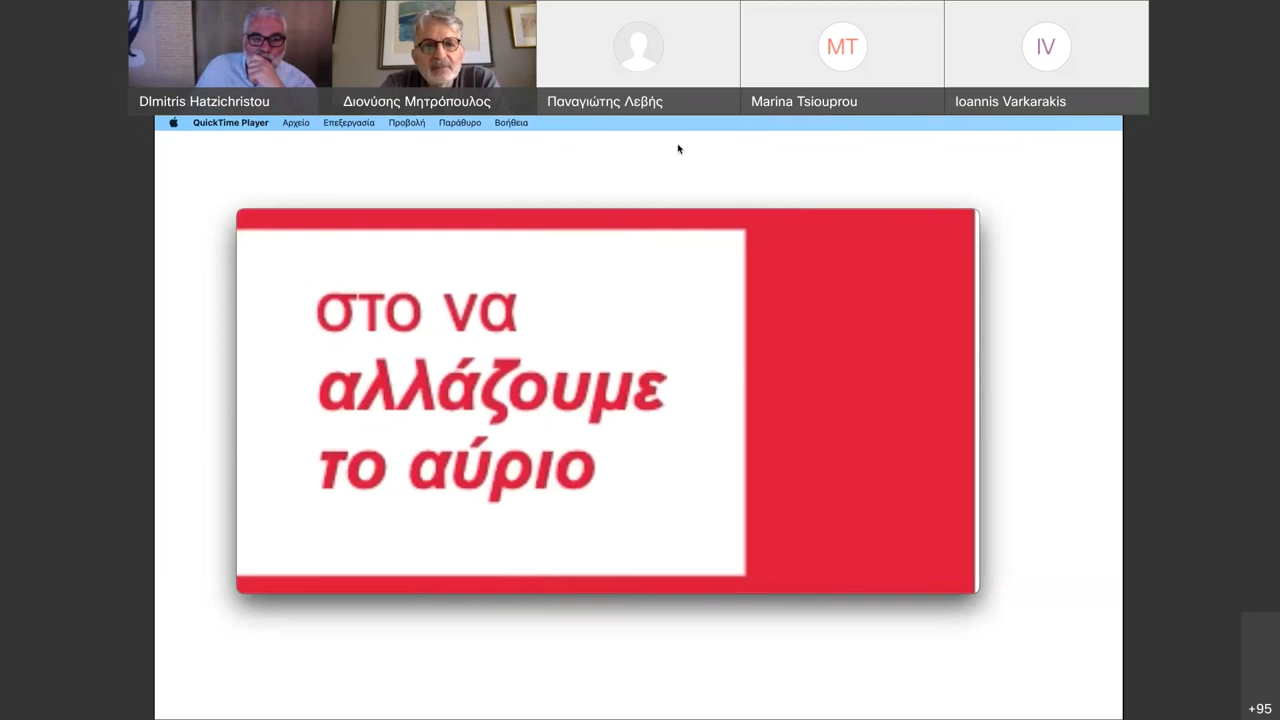 MT
IV
DImitris Hatzichristou
Διονύσης Μητρόπουλος
Παναγιώτης Λεβής
Marina Tsiouprou
Ioannis Varkarakis
QuickTime Player Αρχείο Επεξεργασία Προβολή Παράθυρο Βοήθεια
στο να
αλλάζουμε
το αύριο
+95